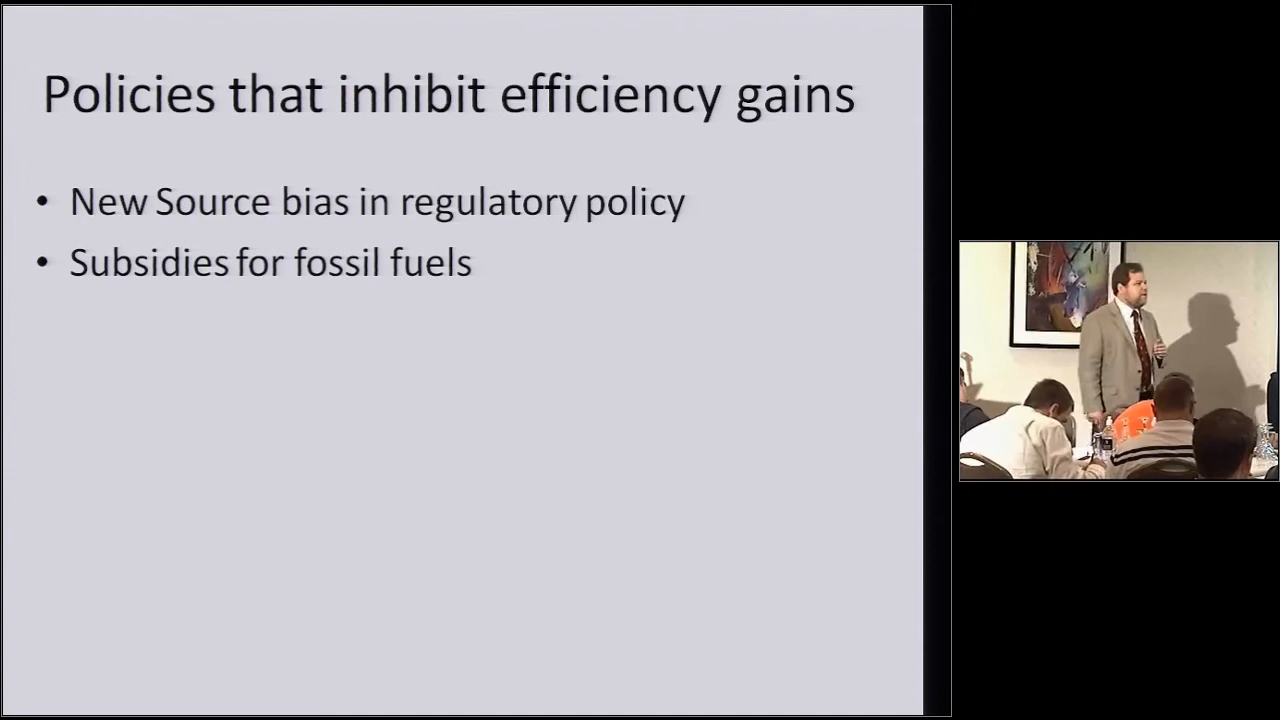 Policies that inhibit efficiency gains
• New Source bias in regulatory policy
• Subsidies for fossil fuels